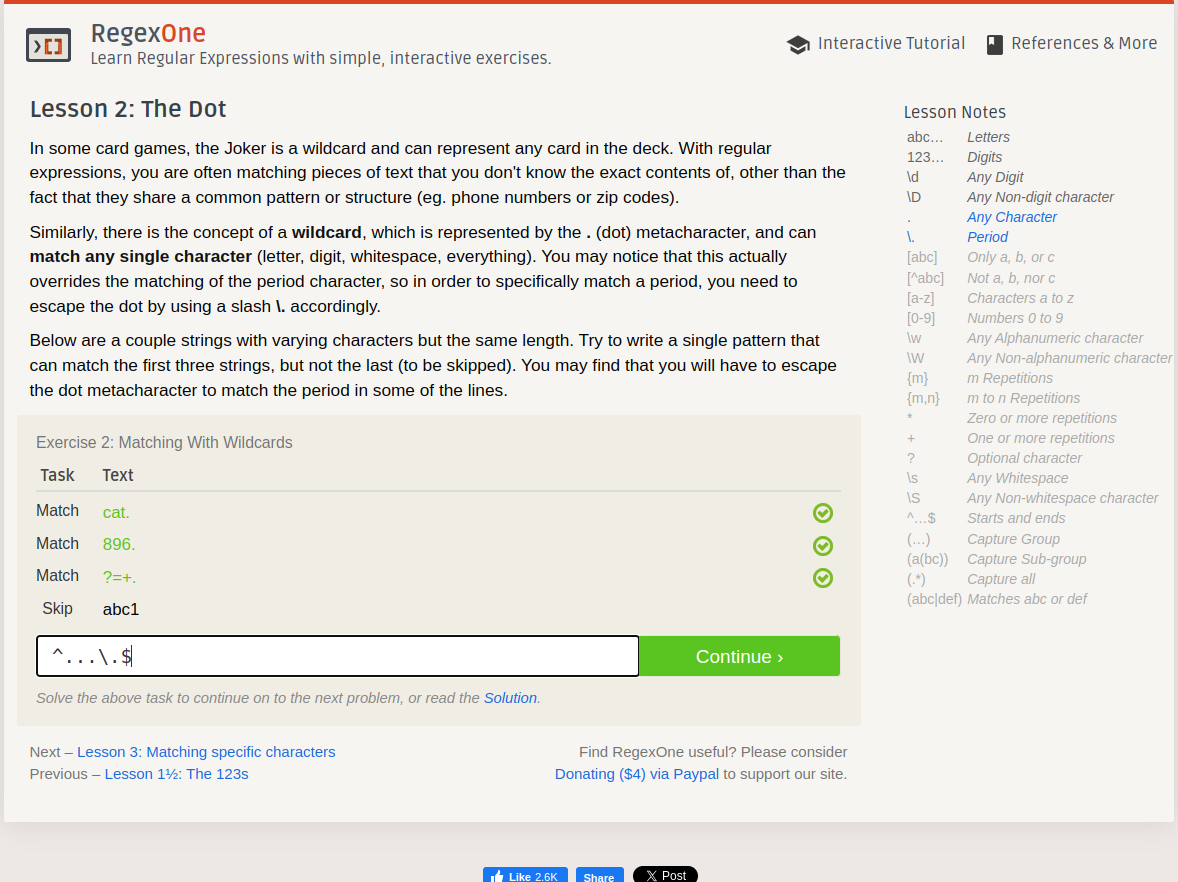 RegexOne
Learn Regular Expressions with simple, interactive exercises.
Interactive Tutorial
References & More
Lesson 2: The Dot
In some card games, the Joker is a wildcard and can represent any card in the deck. With regular
expressions, you are often matching pieces of text that you don't know the exact contents of, other than the
fact that they share a common pattern or structure (eg. phone numbers or zip codes).
Similarly, there is the concept of a wildcard, which is represented by the . (dot) metacharacter, and can
match any single character (letter, digit, whitespace, everything). You may notice that this actually
overrides the matching of the period character, so in order to specifically match a period, you need to
escape the dot by using a slash \. accordingly.
Below are a couple strings with varying characters but the same length. Try to write a single pattern that
can match the first three strings, but not the last (to be skipped). You may find that you will have to escape
the dot metacharacter to match the period in some of the lines.
Exercise 2: Matching With Wildcards
Task Text
Match cat.
Match 896.
Match ?=+.
Skip abc1
^...\.$
Continue ›
Solve the above task to continue on to the next problem, or read the Solution.
Next – Lesson 3: Matching specific characters
Previous – Lesson 1½: The 123s
Find RegexOne useful? Please consider
Donating ($4) via Paypal to support our site.
Lesson Notes
abc… Letters
123… Digits
\d Any Digit
\D Any Non-digit character
. Any Character
\. Period
[abc] Only a, b, or c
[^abc] Not a, b, nor c
[a-z] Characters a to z
[0-9] Numbers 0 to 9
\w Any Alphanumeric character
\W Any Non-alphanumeric character
{m} m Repetitions
{m,n} m to n Repetitions
* Zero or more repetitions
+ One or more repetitions
? Optional character
\s Any Whitespace
\S Any Non-whitespace character
^…$ Starts and ends
(…) Capture Group
(a(bc)) Capture Sub-group
(.*) Capture all
(abc|def) Matches abc or def
Like 2.6K
Share
X Post